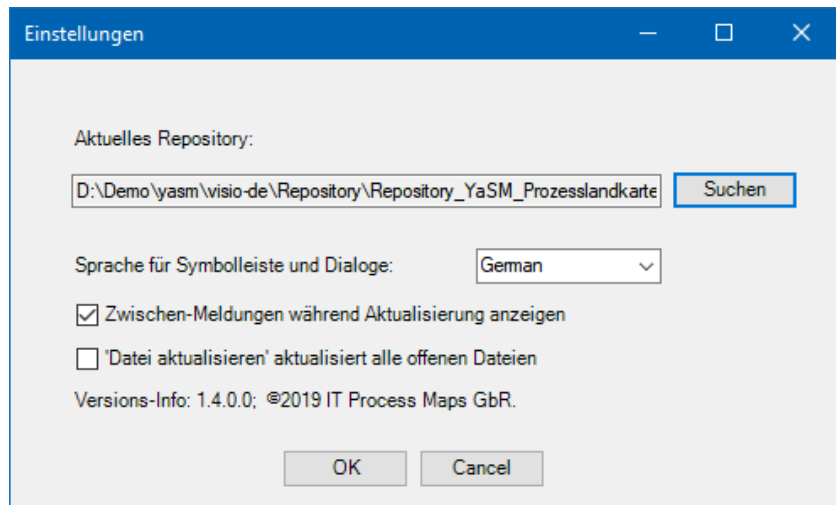 Einstellungen
Aktuelles Repository:
D:\Demo\yasm\visio-de\Repository\Repository_YaSM_Prozesslandkarte
Suchen
Sprache für Symbolleiste und Dialoge:
German
Zwischen-Meldungen während Aktualisierung anzeigen
'Datei aktualisieren' aktualisiert alle offenen Dateien
Versions-Info: 1.4.0.0; ©2019 IT Process Maps GbR.
OK
Cancel